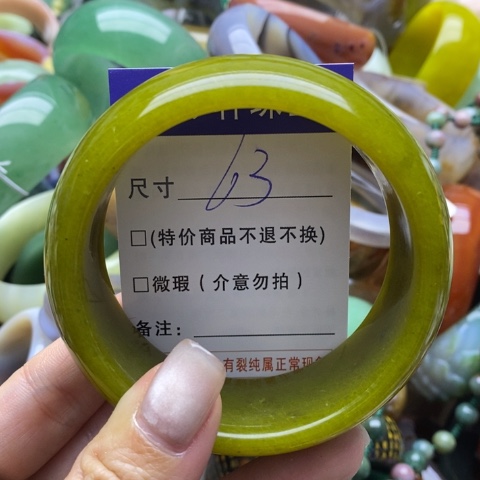 尺寸 63
□(特价商品不退不换)
□微瑕(介意勿拍)
备注:
有裂纯属正常现